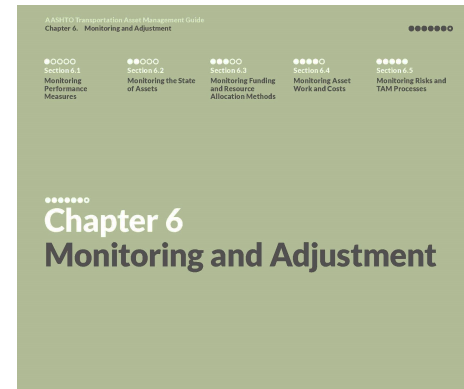 AASHTO Transportation Asset Management Guide
Chapter 6. Monitoring and Adjustment
Section 6.1
Monitoring
Performance
Measures
Section 6.2
Monitoring the State
of Assets
Section 6.3
Monitoring Funding
and Resource
Allocation Methods
Section 6.4
Monitoring Asset
Work and Costs
Section 6.5
Monitoring Risks and
TAM Processes
Chapter 6
Monitoring and Adjustment